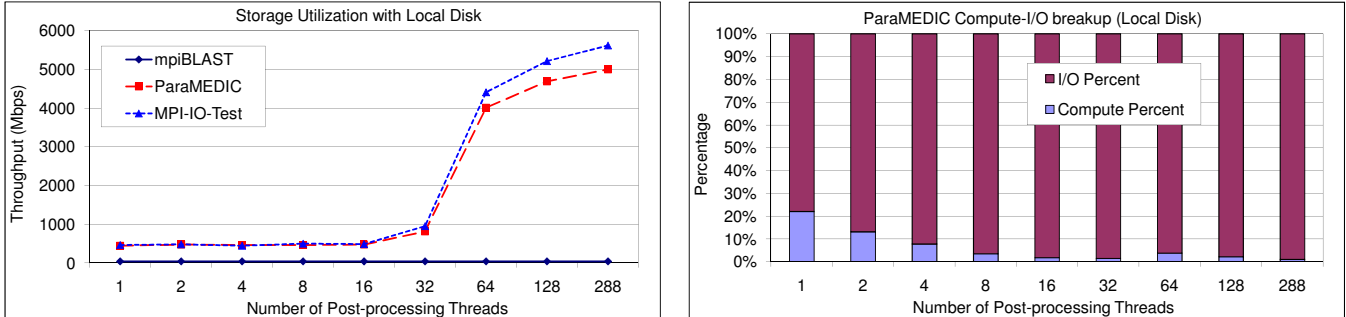 Storage Utilization with Local Disk
6000
5000
4000
3000
2000
1000
0
Throughput (Mbps)
mpiBLAST
ParaMEDIC
MPI-IO-Test
1 2 4 8 16 32 64 128 288
Number of Post-processing Threads
ParaMEDIC Compute-I/O breakup (Local Disk)
100%
90%
80%
70%
60%
50%
40%
30%
20%
10%
0%
Percentage
I/O Percent
Compute Percent
1 2 4 8 16 32 64 128 288
Number of Post-processing Threads